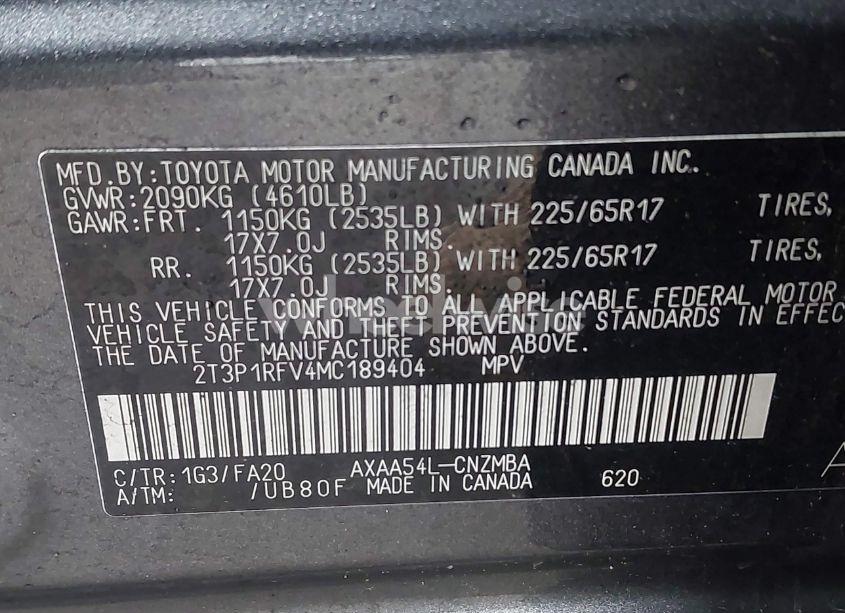 MFD.BY:TOYOTA MOTOR MANUFACTURING CANADA INC.
GVWR:2090KG (4610LB)
GAWR:FRT. 1150KG (2535LB) WITH 225/65R17 TIRES,
17X7.0J RIMS.
RR. 1150KG (2535LB) WITH 225/65R17 TIRES,
17X7.0J RIMS.
THIS VEHICLE CONFORMS TO ALL APPLICABLE FEDERAL MOTOR
VEHICLE SAFETY AND THEFT PREVENTION STANDARDS IN EFFEC
THE DATE OF MANUFACTURE SHOWN ABOVE.
2T3P1RFV4MC189404 MPV
C/TR:1G3/FA20 AXAA54L-CNZMBA 620
A/TM: /UB80F MADE IN CANADA